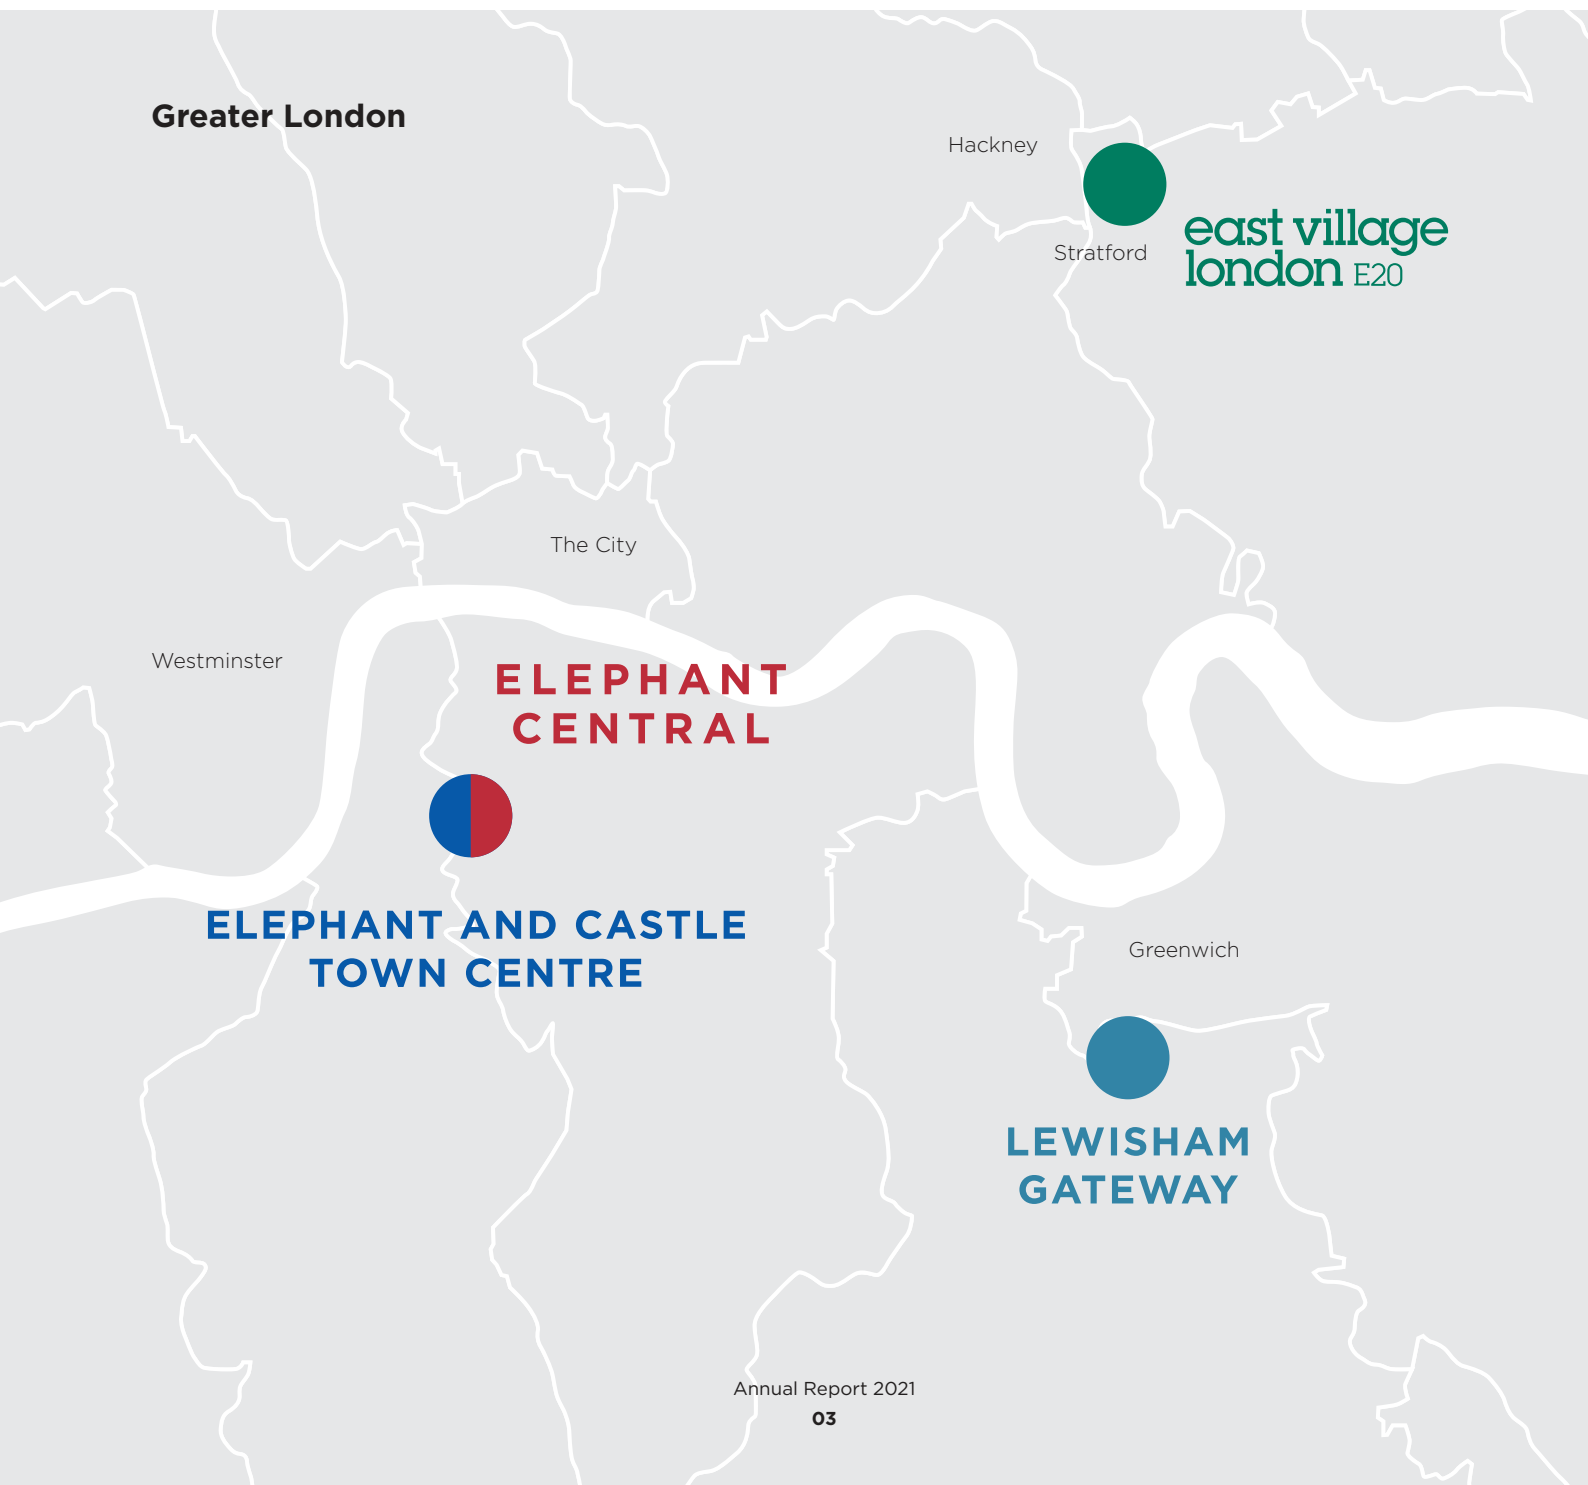 Greater London
Hackney
Stratford
east village
london E20
The City
Westminster
ELEPHANT
CENTRAL
ELEPHANT AND CASTLE
TOWN CENTRE
Greenwich
LEWISHAM
GATEWAY
Annual Report 2021
03